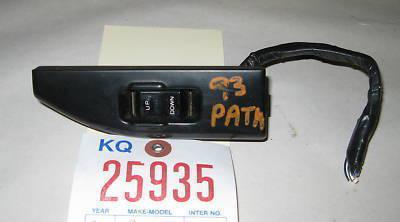 UP
DOWN
93
PATH
KQ
25935
YEAR MAKE-MODEL INTER NO.